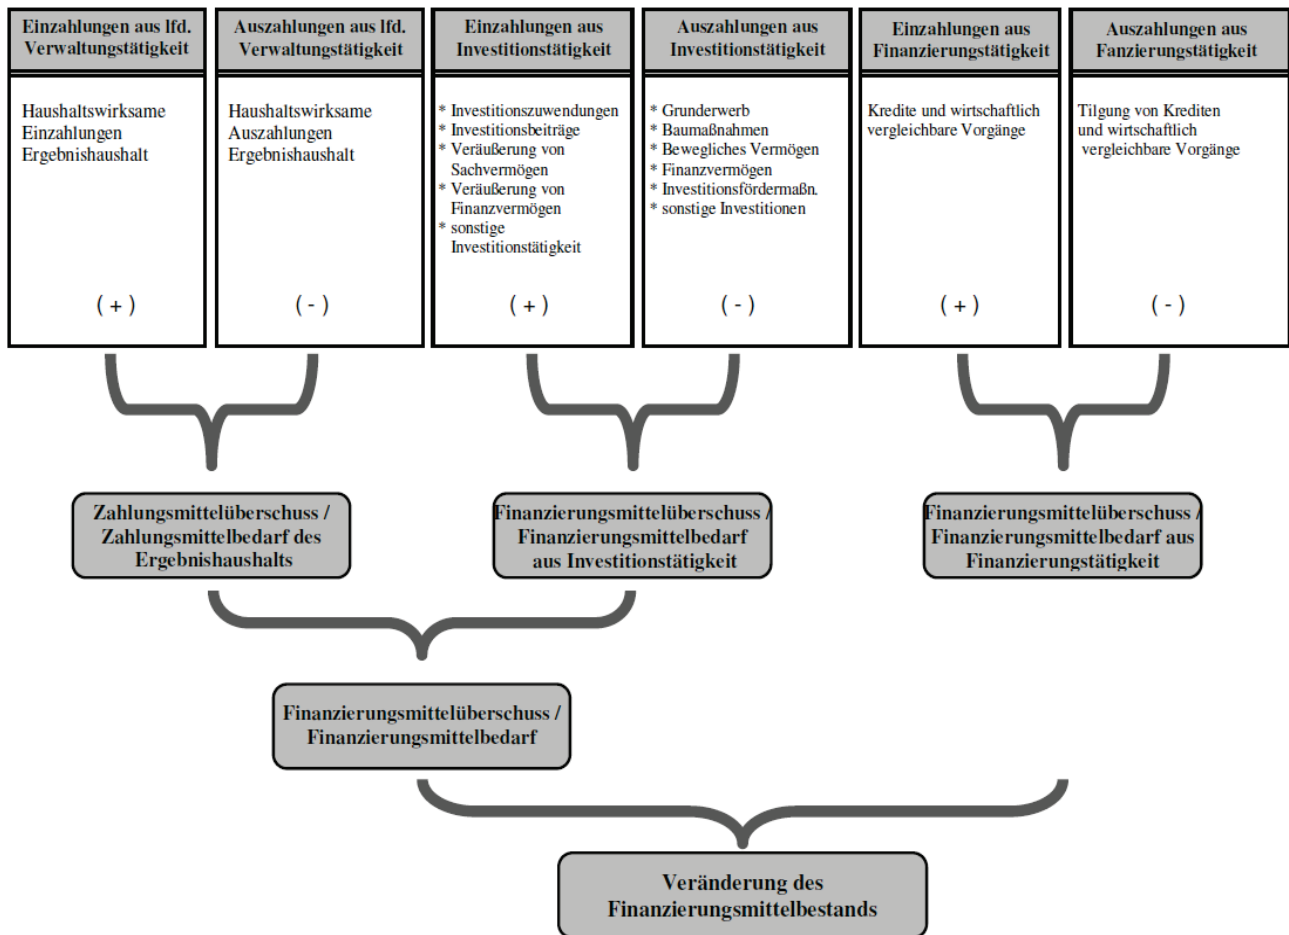 Einzahlungen aus lfd.
Verwaltungstätigkeit
Haushaltswirksame
Einzahlungen
Ergebnishaushalt
( + )
Auszahlungen aus lfd.
Verwaltungstätigkeit
Haushaltswirksame
Auszahlungen
Ergebnishaushalt
( - )
Einzahlungen aus
Investitionstätigkeit
* Investitionszuwendungen
* Investitionsbeiträge
* Veräußerung von
Sachvermögen
* Veräußerung von
Finanzvermögen
* sonstige
Investitionstätigkeit
( + )
Auszahlungen aus
Investitionstätigkeit
* Grunderwerb
* Baumaßnahmen
* Bewegliches Vermögen
* Finanzvermögen
* Investitionsfördermaßn.
* sonstige Investitionen
( - )
Einzahlungen aus
Finanzierungstätigkeit
Kredite und wirtschaftlich
vergleichbare Vorgänge
( + )
Auszahlungen aus
Fanzierungstätigkeit
Tilgung von Krediten
und wirtschaftlich
vergleichbare Vorgänge
( - )
Zahlungsmittelüberschuss /
Zahlungsmittelbedarf des
Ergebnishaushalts
Finanzierungsmittelüberschuss /
Finanzierungsmittelbedarf
aus Investitionstätigkeit
Finanzierungsmittelüberschuss /
Finanzierungsmittelbedarf aus
Finanzierungstätigkeit
Finanzierungsmittelüberschuss /
Finanzierungsmittelbedarf
Veränderung des
Finanzierungsmittelbestands